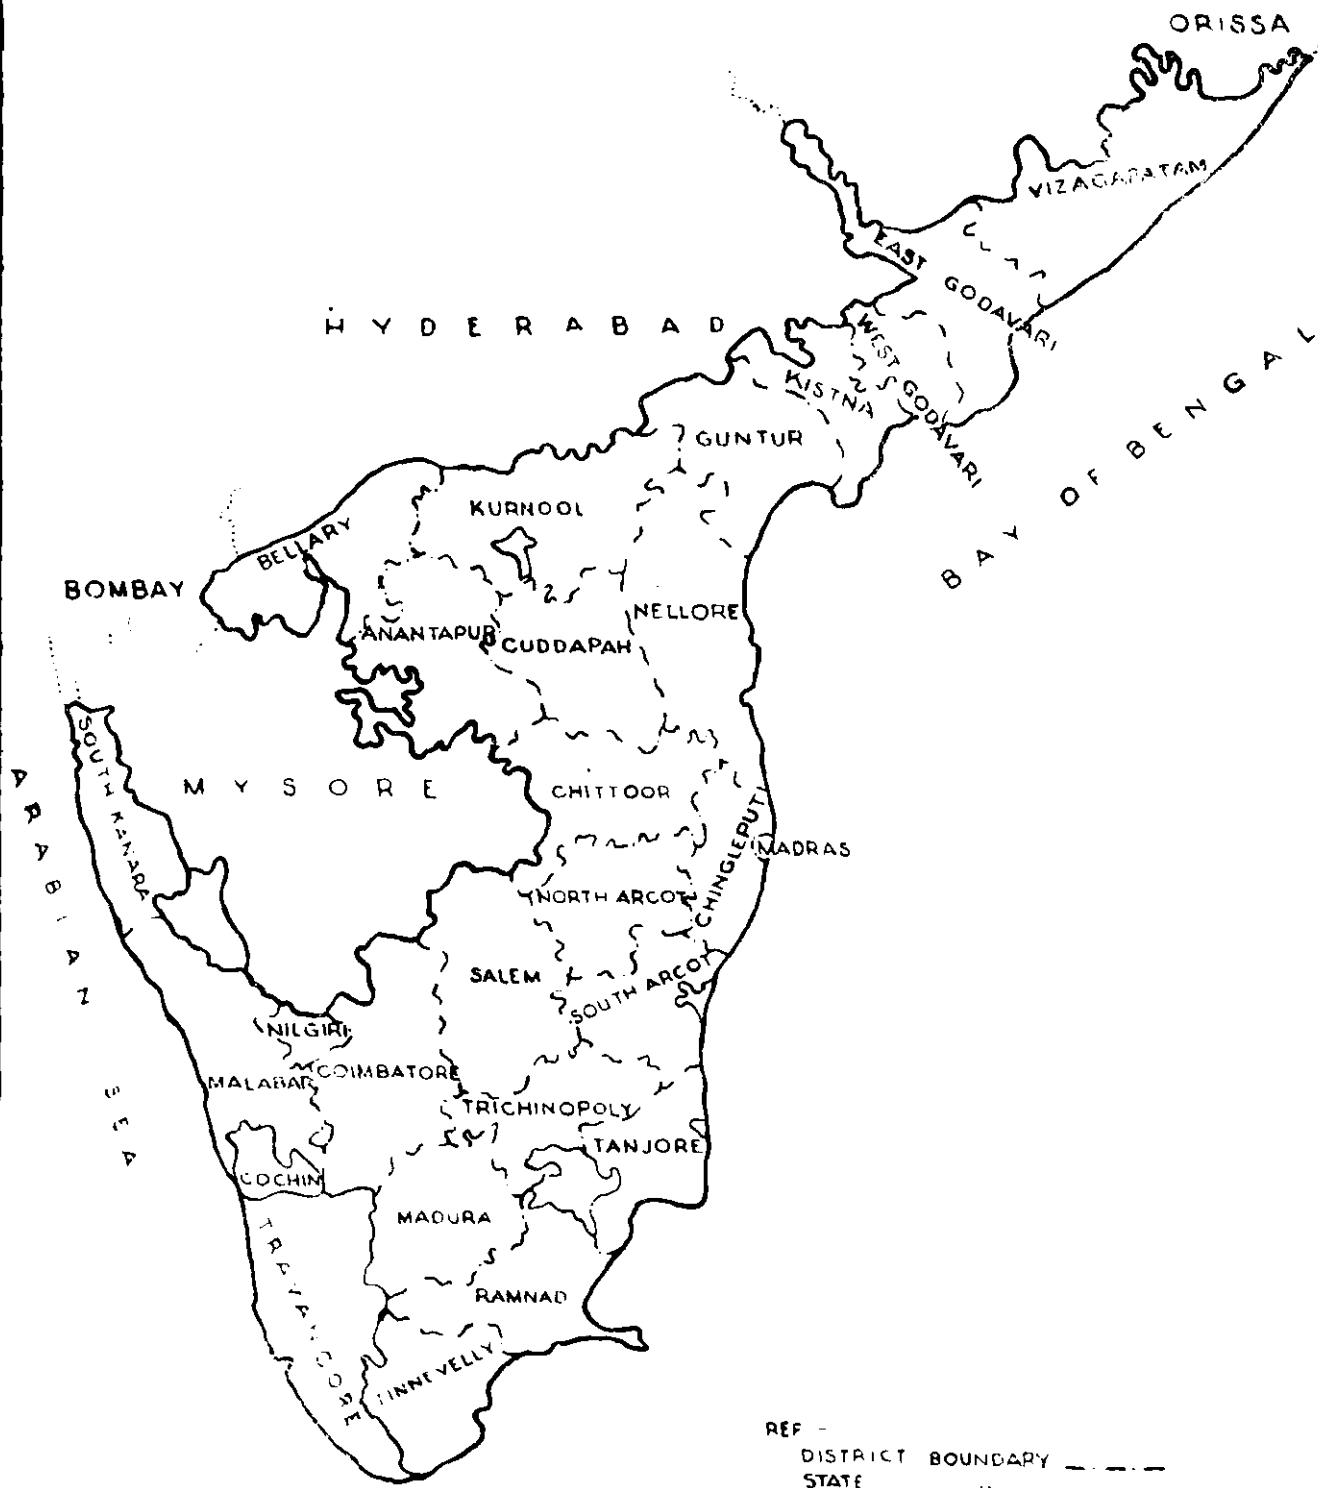 ORISSA
VIZAGAPATAM
EAST GODAVARI
HYDERABAD
WEST GODAVARI
KISTNA
GUNTUR
BAY OF BENGAL
KURNOOL
BELLARY
BOMBAY
NELLORE
ANANTAPUR
CUDDAPAH
SOUTH KANARA
MYSORE
CHITTOOR
CHINGLEPUT
MADRAS
ARABIAN SEA
NORTH ARCOT
SALEM
SOUTH ARCOT
NILGIRI
MALABAR
COIMBATORE
TRICHINOPOLY
TANJORE
COCHIN
MADURA
TRAVANCORE
RAMNAD
TINNEVELLY
REF -
DISTRICT BOUNDARY
STATE "